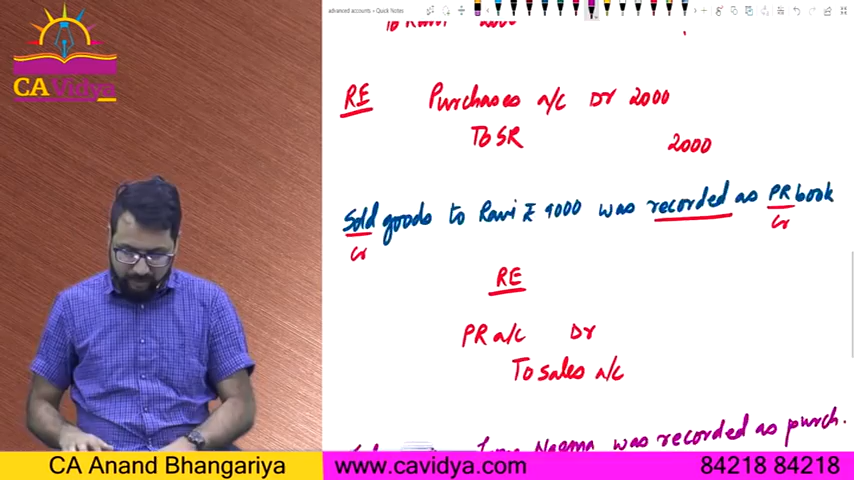 advanced accounts - Quick Notes
CA Vidya
RE Purchases a/c Dr 2000
To SR 2000
Sold goods to Ravi ₹ 9000 was recorded as PR book
Cr Cr
RE
PR a/c Dr
To sales a/c
was recorded as purch.
CA Anand Bhangariya www.cavidya.com 84218 84218